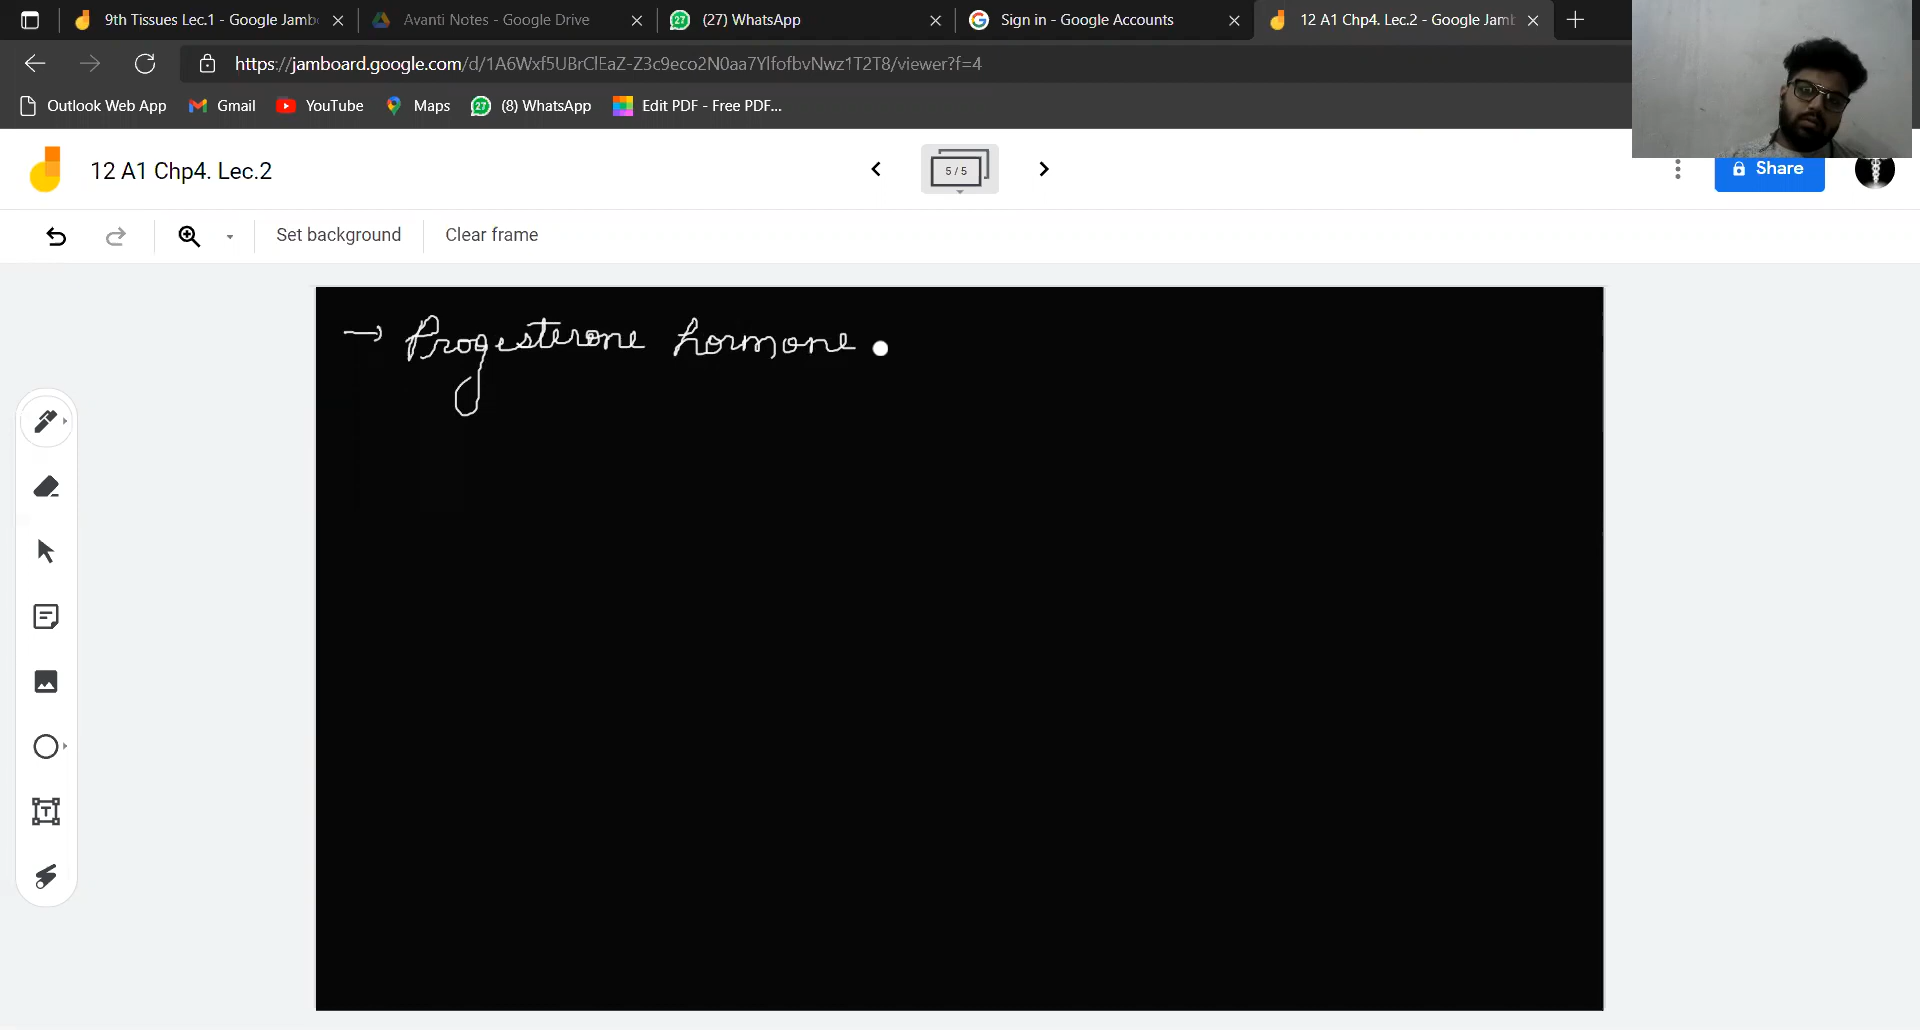 9th Tissues Lec.1 - Google Jambo
Avanti Notes - Google Drive
(27) WhatsApp
Sign in - Google Accounts
12 A1 Chp4. Lec.2 - Google Jamb
https://jamboard.google.com/d/1A6Wxf5UBrClEaZ-Z3c9eco2N0aa7YlfofbvNwz1T2T8/viewer?f=4
Outlook Web App
Gmail
YouTube
Maps
(8) WhatsApp
Edit PDF - Free PDF...
12 A1 Chp4. Lec.2
5 / 5
Share
Set background
Clear frame
→ Progesterone hormone